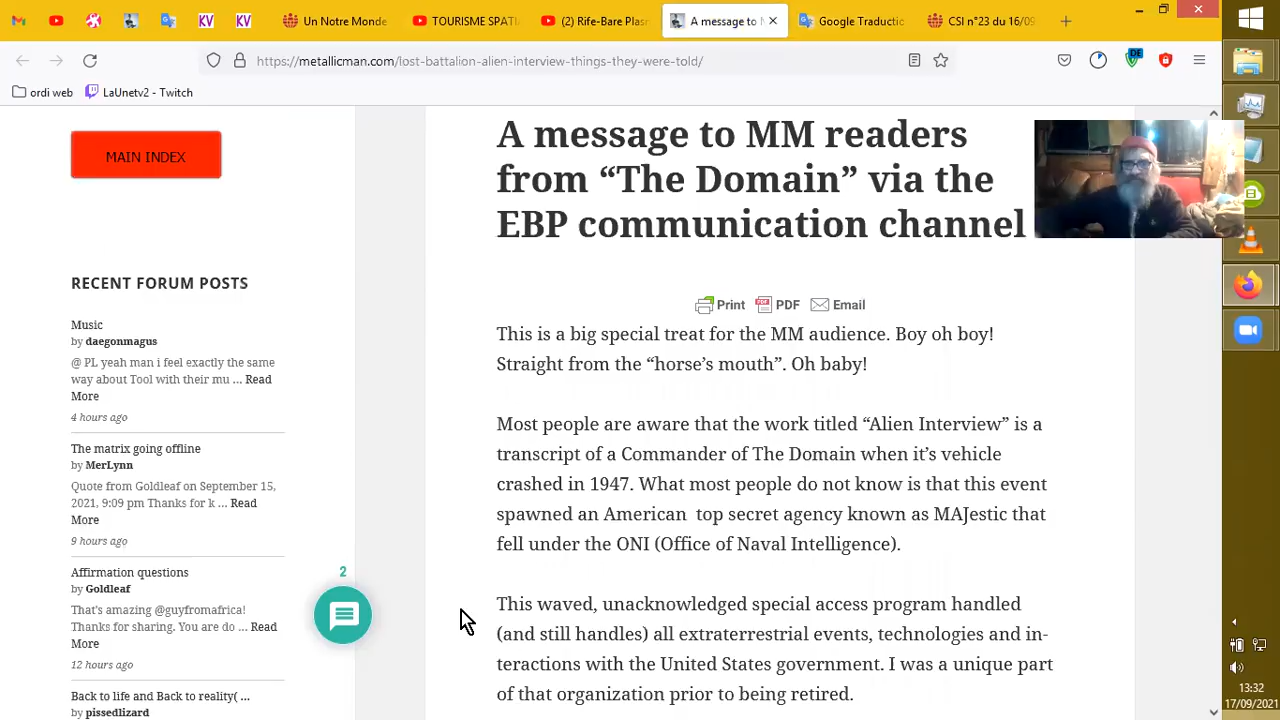 Un Notre Monde
TOURISME SPATI
(2) Rife-Bare Plas
A message to M
Google Traductic
CSI n°23 du 16/09
https://metallicman.com/lost-stalien-alien-interview-things-they-were-told/
ordi web
LaUnetv2 - Twitch
MAIN INDEX
RECENT FORUM POSTS
Music
by daegonmagus
@ PL yeah man i feel exactly the same
way about Tool with their mu ... Read
More
4 hours ago
The matrix going offline
by MerLynn
Quote from Goldleaf on September 15,
2021, 9:09 pm Thanks for k ... Read
More
9 hours ago
Affirmation questions
by Goldleaf
That's amazing @guyfromafrica!
Thanks for sharing. You are do ... Read
More
12 hours ago
Back to life and Back to reality( ...
by pissedlizard
2
A message to MM readers
from “The Domain” via the
EBP communication channel
Print PDF Email
This is a big special treat for the MM audience. Boy oh boy!
Straight from the “horse’s mouth”. Oh baby!
Most people are aware that the work titled “Alien Interview” is a
transcript of a Commander of The Domain when it’s vehicle
crashed in 1947. What most people do not know is that this event
spawned an American top secret agency known as MAJestic that
fell under the ONI (Office of Naval Intelligence).
This waved, unacknowledged special access program handled
(and still handles) all extraterrestrial events, technologies and in-
teractions with the United States government. I was a unique part
of that organization prior to being retired.
KV
KV
DE
13:32
17/09/2021